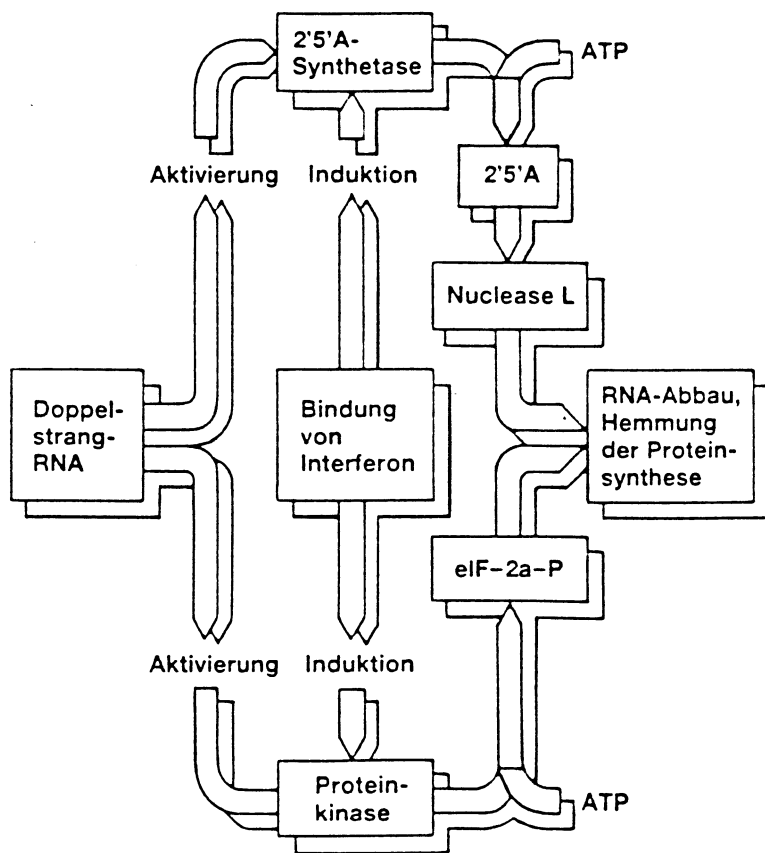 2'5'A-
Synthetase
ATP
Aktivierung
Induktion
2'5'A
Nuclease L
Doppel-
strang-
RNA
Bindung
von
Interferon
RNA-Abbau,
Hemmung
der Protein-
synthese
eIF-2a-P
Aktivierung
Induktion
Protein-
kinase
ATP